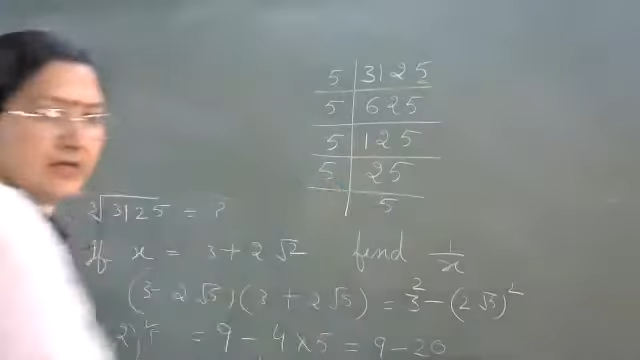 5 | 3125
5 | 625
5 | 125
5 | 25
5
∛3125 = ?
If x = 3 + 2√2 find 1/x
(3 - 2√5)(3 + 2√5) = 3² - (2√5)²
= 9 - 4 × 5 = 9 - 20